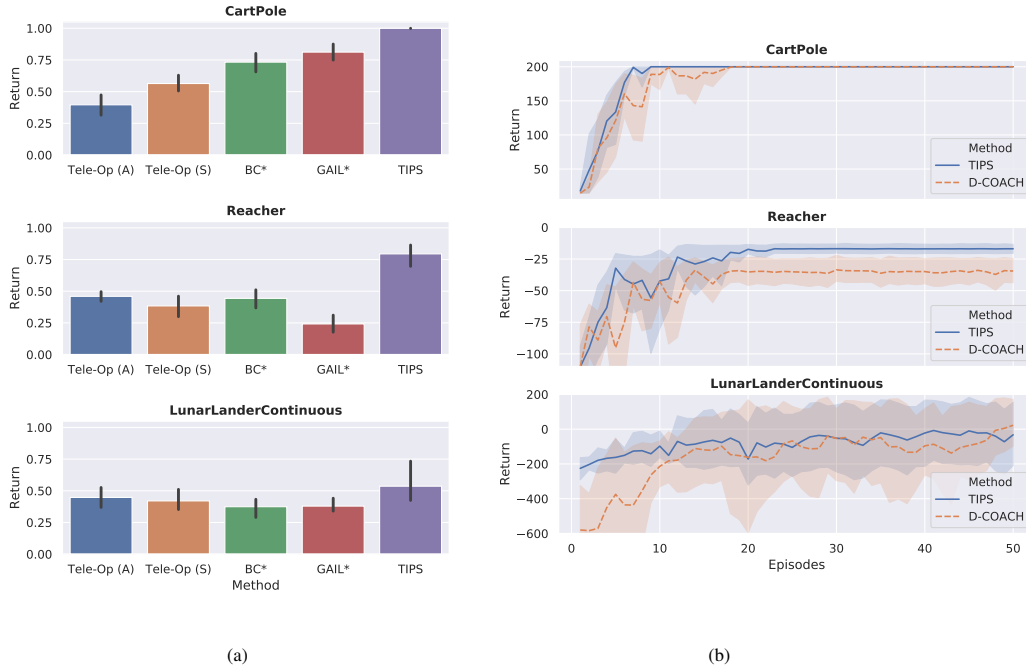 CartPole
1.00
0.75
0.50
0.25
0.00
Return
Tele-Op (A) Tele-Op (S) BC* GAIL* TIPS
Reacher
1.00
0.75
0.50
0.25
0.00
Return
Tele-Op (A) Tele-Op (S) BC* GAIL* TIPS
LunarLanderContinuous
1.00
0.75
0.50
0.25
0.00
Return
Tele-Op (A) Tele-Op (S) BC* GAIL* TIPS
Method
(a)
CartPole
200
150
100
50
Return
Method
TIPS
D-COACH
Reacher
0
−25
−50
−75
−100
Return
Method
TIPS
D-COACH
LunarLanderContinuous
200
0
−200
−400
−600
Return
Method
TIPS
D-COACH
0 10 20 30 40 50
Episodes
(b)